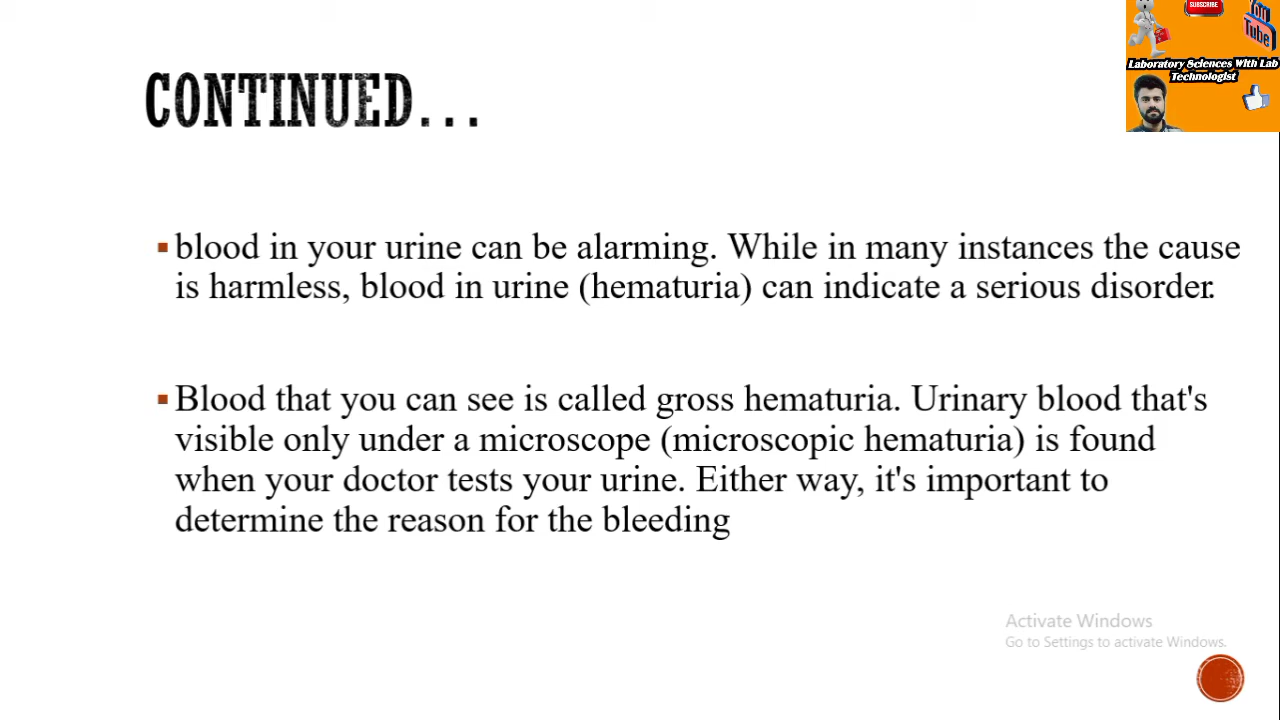 SUBSCRIBE
You
Tube
Laboratory Sciences With Lab
Technologist
CONTINUED...
blood in your urine can be alarming. While in many instances the cause
is harmless, blood in urine (hematuria) can indicate a serious disorder.
Blood that you can see is called gross hematuria. Urinary blood that's
visible only under a microscope (microscopic hematuria) is found
when your doctor tests your urine. Either way, it's important to
determine the reason for the bleeding
Activate Windows
Go to Settings to activate Windows.